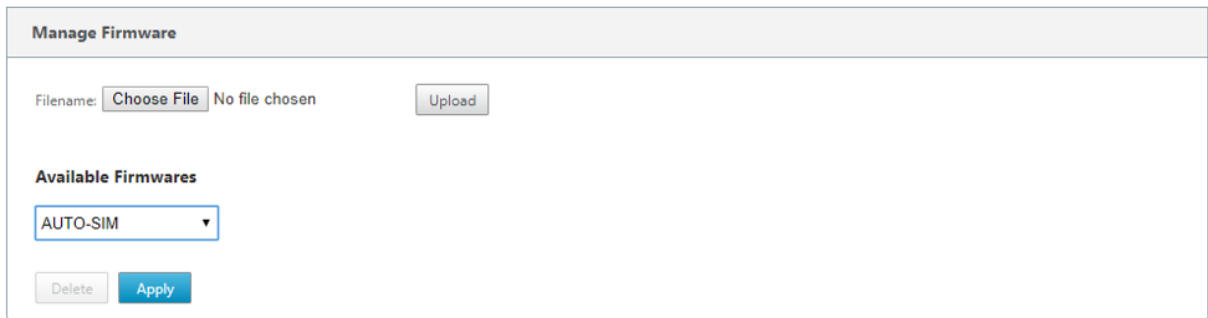 Manage Firmware
Filename: Choose File No file chosen Upload
Available Firmwares
AUTO-SIM
Delete Apply